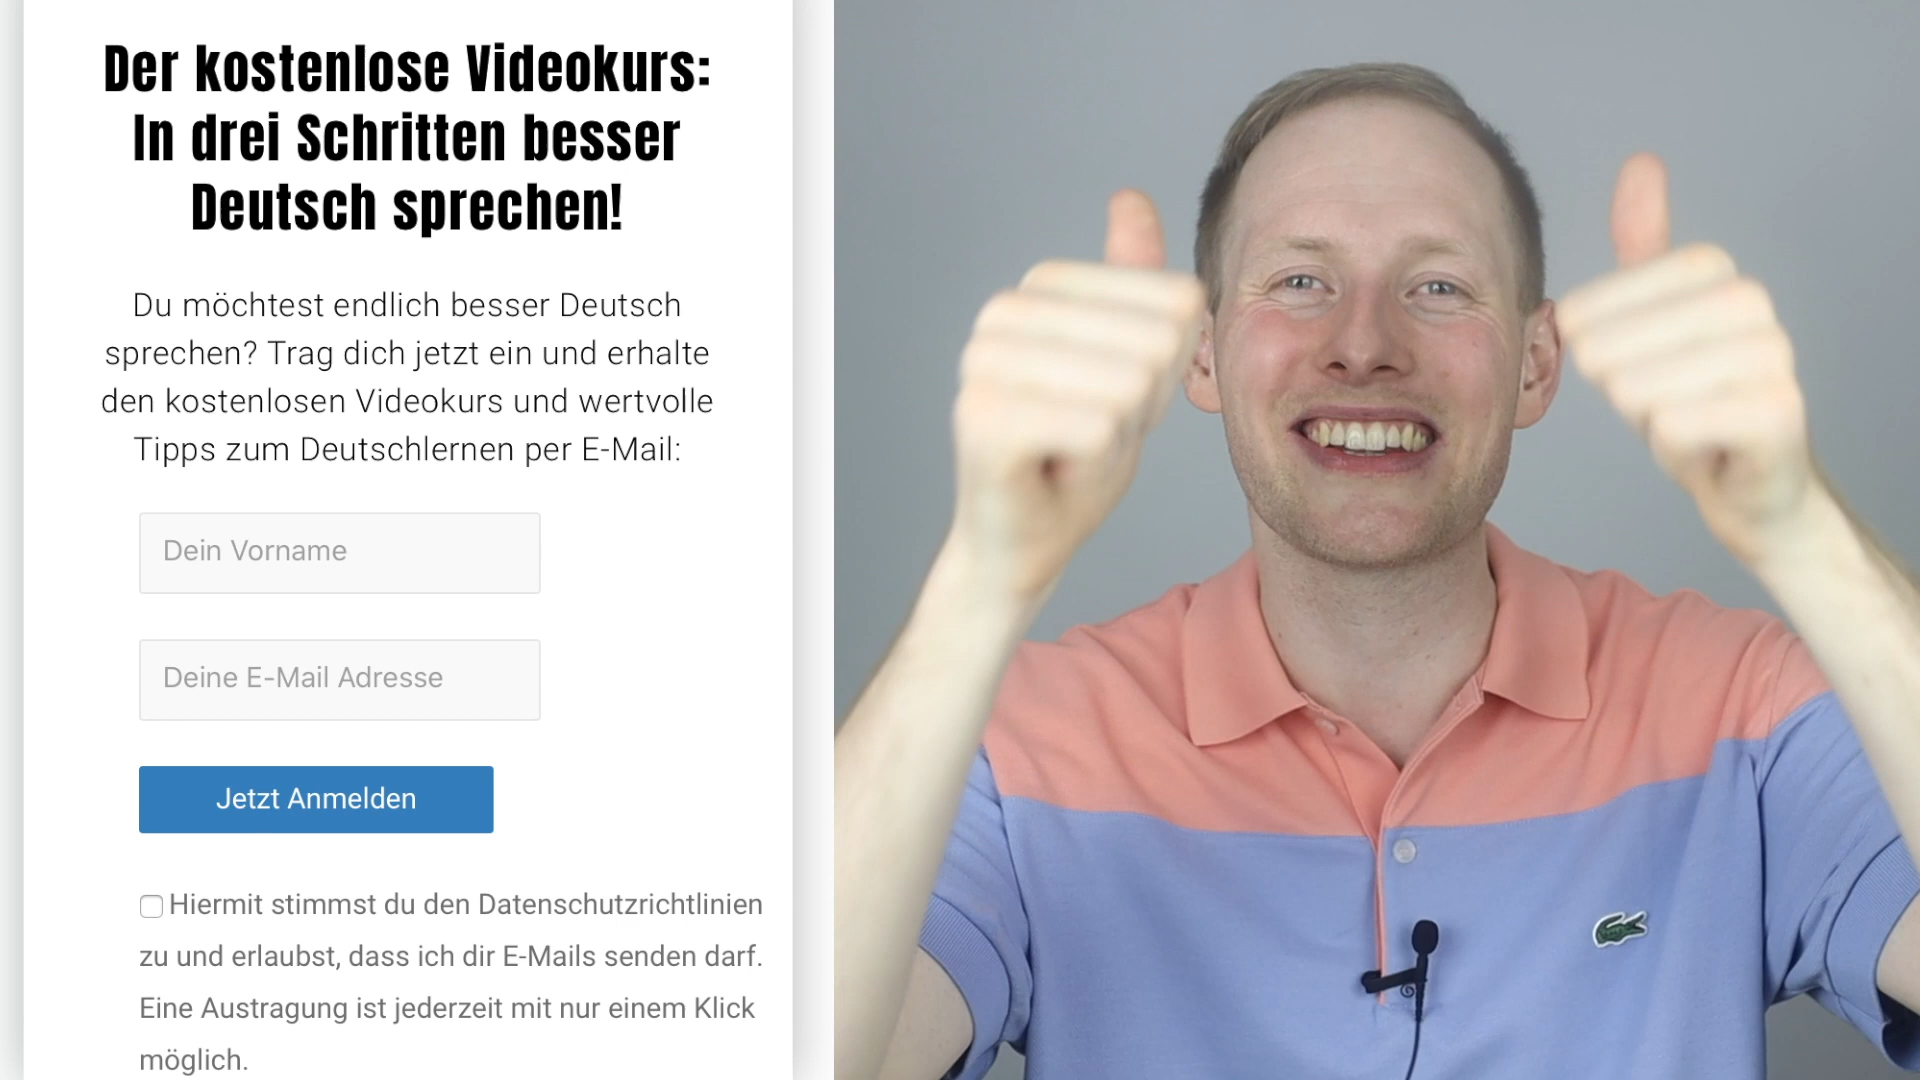 Der kostenlose Videokurs:
In drei Schritten besser
Deutsch sprechen!
Du möchtest endlich besser Deutsch
sprechen? Trag dich jetzt ein und erhalte
den kostenlosen Videokurs und wertvolle
Tipps zum Deutschlernen per E-Mail:
Dein Vorname
Deine E-Mail Adresse
Jetzt Anmelden
Hiermit stimmst du den Datenschutzrichtlinien
zu und erlaubst, dass ich dir E-Mails senden darf.
Eine Austragung ist jederzeit mit nur einem Klick
möglich.